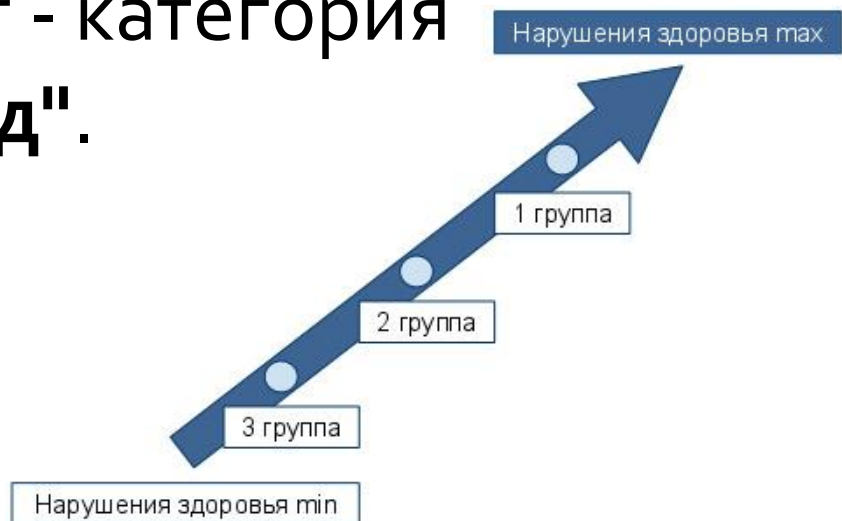 - категория
Нарушения здоровья max
д".
1 группа
2 группа
3 группа
Нарушения здоровья min